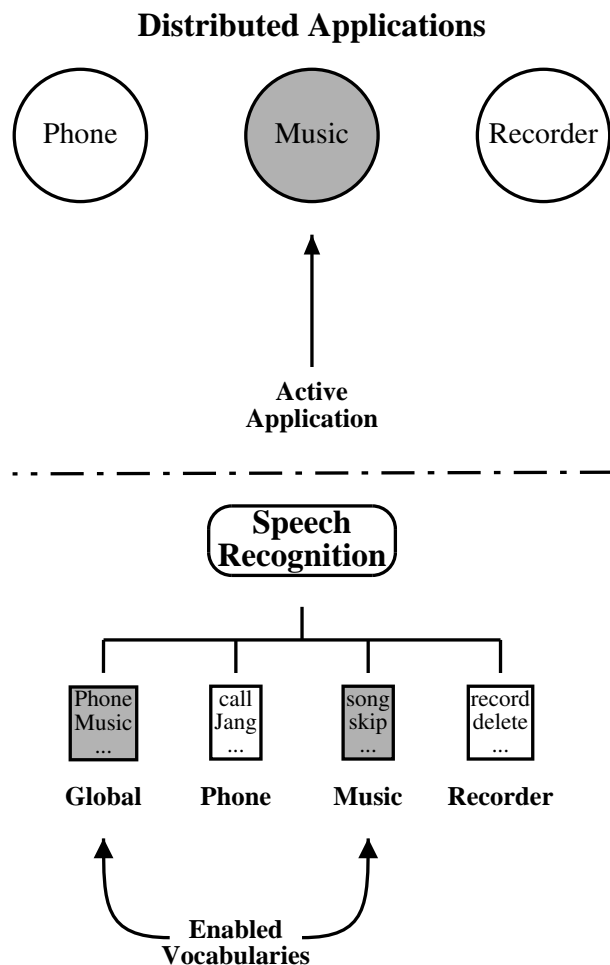 Distributed Applications
Phone
Music
Recorder
Active
Application
Speech
Recognition
Phone
Music
...
call
Jang
...
song
skip
...
record
delete
...
Global
Phone
Music
Recorder
Enabled
Vocabularies